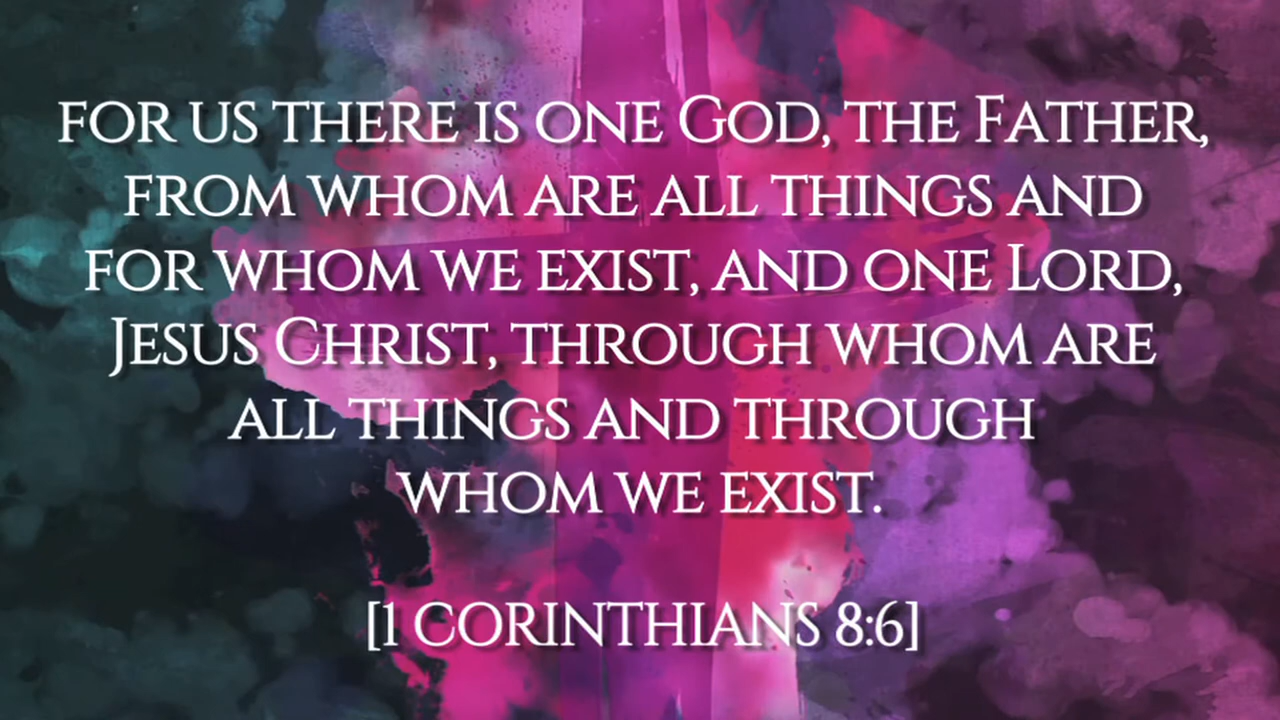 FOR US THERE IS ONE GOD, THE FATHER,
FROM WHOM ARE ALL THINGS AND
FOR WHOM WE EXIST, AND ONE LORD,
JESUS CHRIST, THROUGH WHOM ARE
ALL THINGS AND THROUGH
WHOM WE EXIST.
[1 CORINTHIANS 8:6]